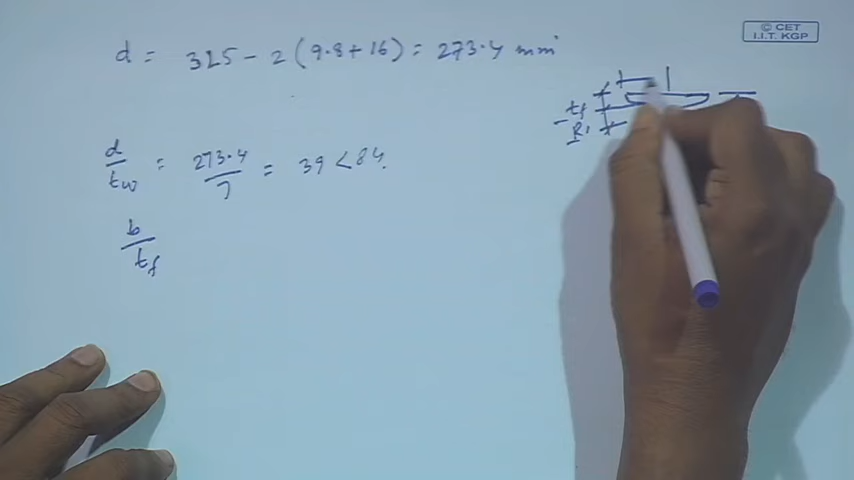 © CET
I.I.T. KGP
d = 325 - 2 (9.8 + 16) = 273.4 mm
d/tw = 273.4/7 = 39 < 84.
b/tf
tf
R1